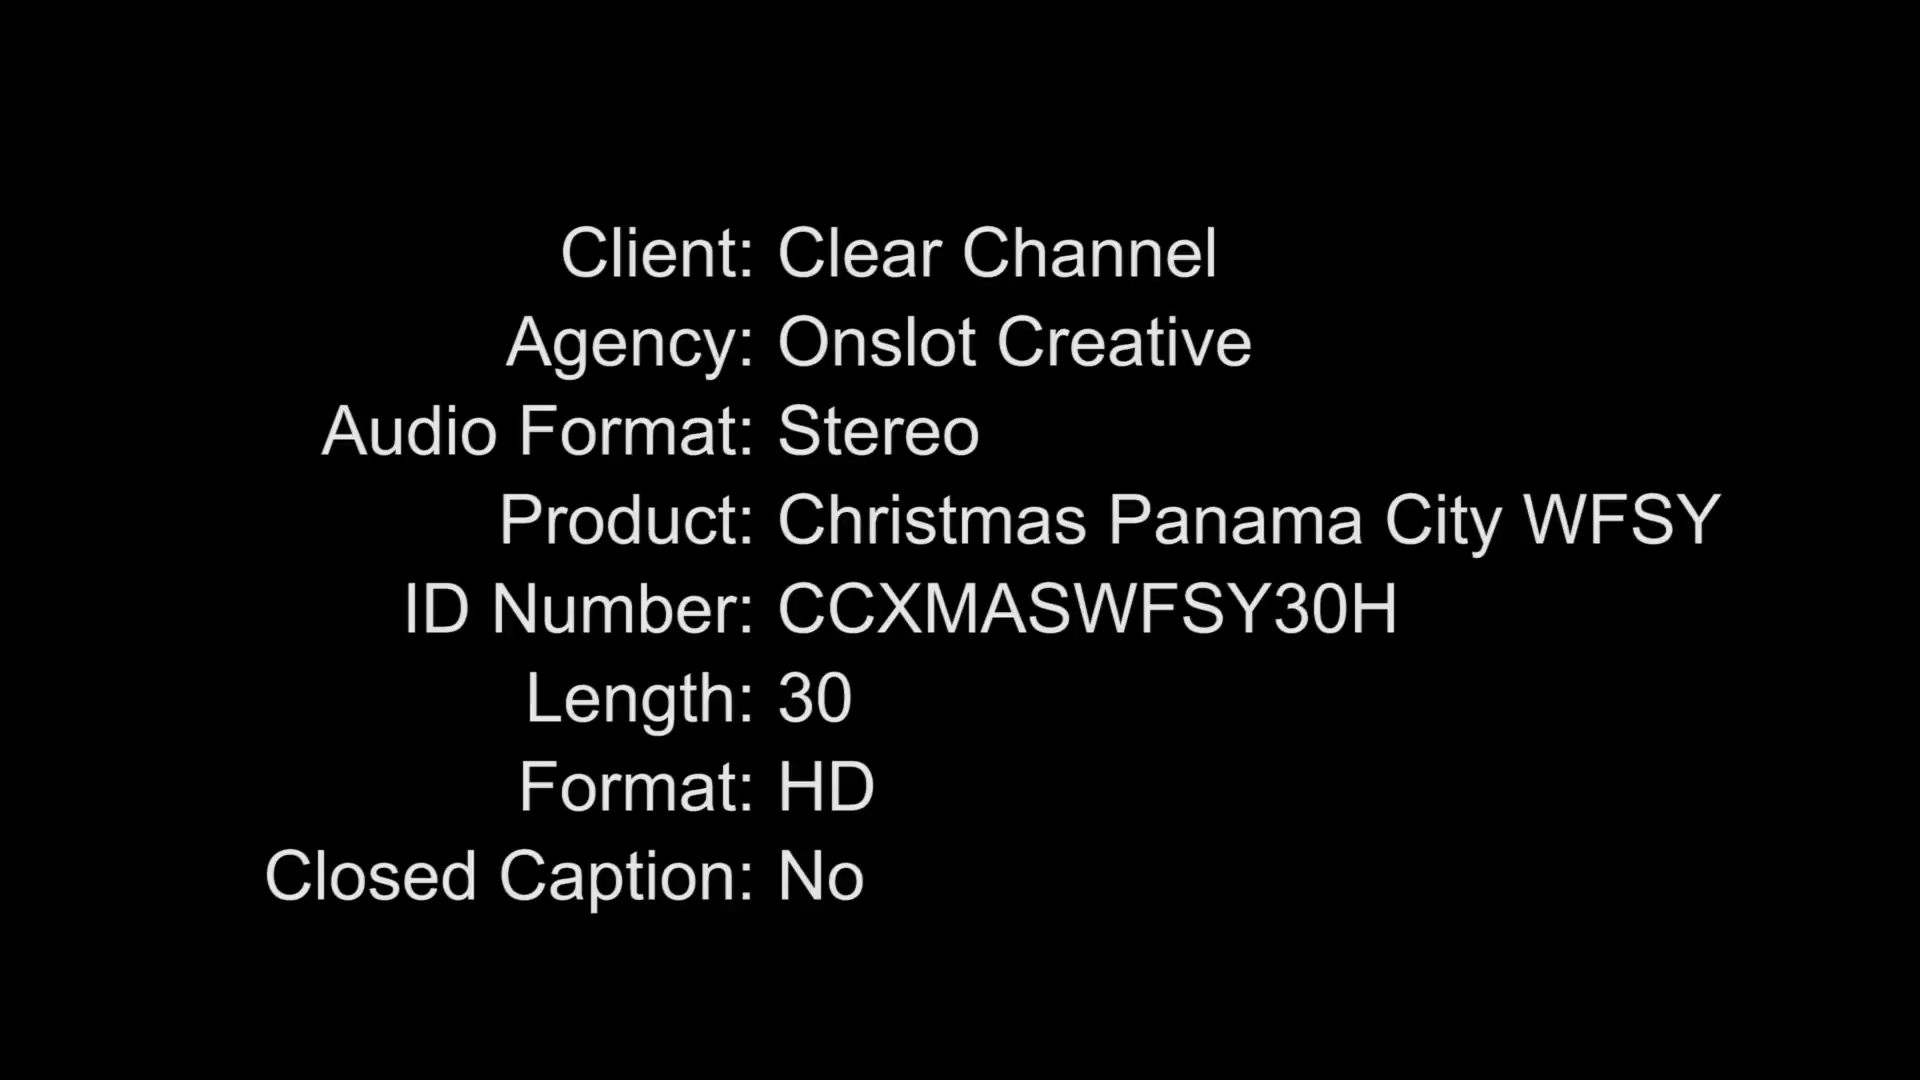 Client: Clear Channel
Agency: Onslot Creative
Audio Format: Stereo
Product: Christmas Panama City WFSY
ID Number: CCXMASWFSY30H
Length: 30
Format: HD
Closed Caption: No